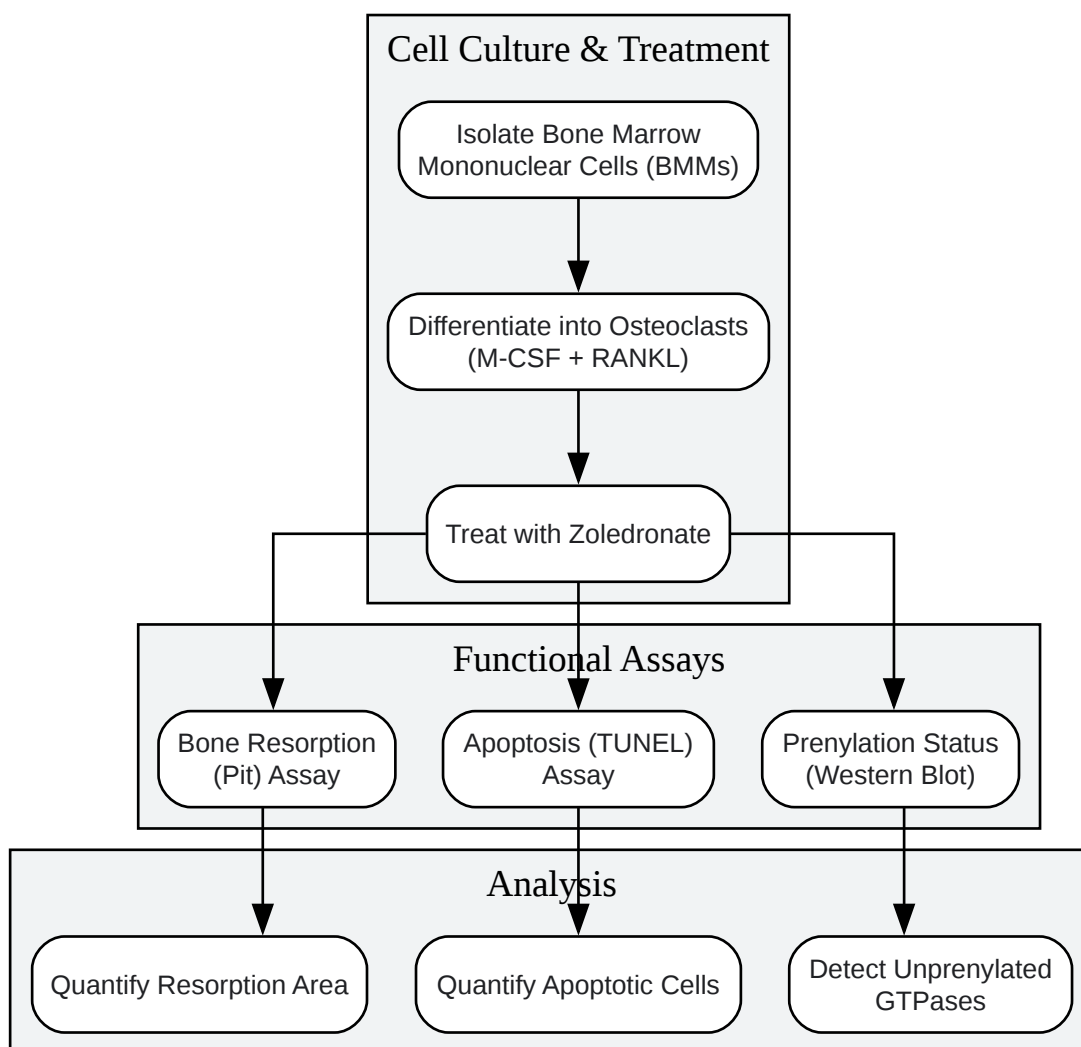 Cell Culture & Treatment
Isolate Bone Marrow
Mononuclear Cells (BMMs)
Differentiate into Osteoclasts
(M-CSF + RANKL)
Treat with Zoledronate
Functional Assays
Bone Resorption
(Pit) Assay
Apoptosis (TUNEL)
Assay
Prenylation Status
(Western Blot)
Analysis
Quantify Resorption Area
Quantify Apoptotic Cells
Detect Unprenylated
GTPases